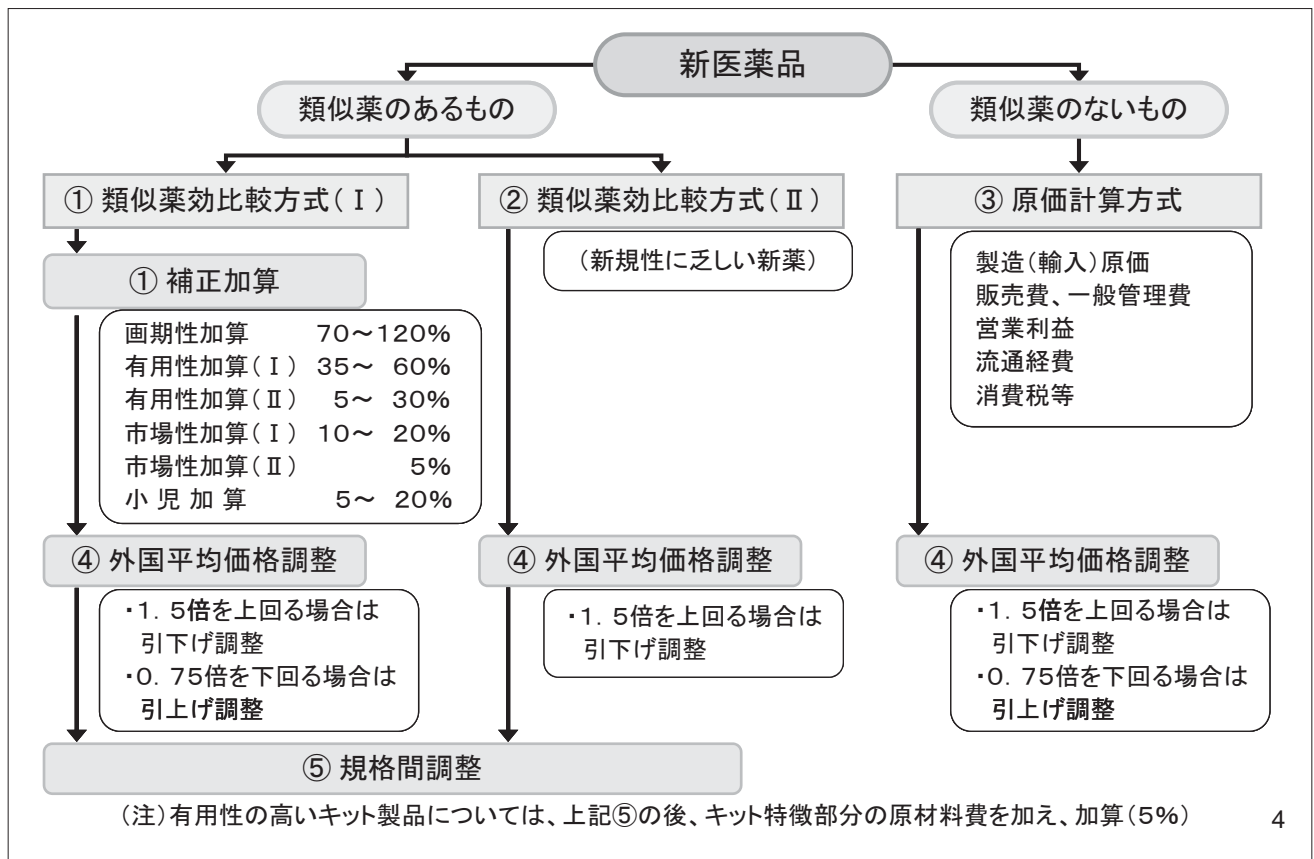 新医薬品
類似薬のあるもの
類似薬のないもの
① 類似薬効比較方式(Ⅰ)
② 類似薬効比較方式(Ⅱ)
③ 原価計算方式
① 補正加算
(新規性に乏しい新薬)
製造(輸入)原価
販売費、一般管理費
営業利益
流通経費
消費税等
画期性加算 70～120%
有用性加算(Ⅰ) 35～ 60%
有用性加算(Ⅱ) 5～ 30%
市場性加算(Ⅰ) 10～ 20%
市場性加算(Ⅱ) 5%
小 児 加 算 5～ 20%
④ 外国平均価格調整
・1. 5倍を上回る場合は
引下げ調整
・0. 75倍を下回る場合は
引上げ調整
④ 外国平均価格調整
・1. 5倍を上回る場合は
引下げ調整
④ 外国平均価格調整
・1. 5倍を上回る場合は
引下げ調整
・0. 75倍を下回る場合は
引上げ調整
⑤ 規格間調整
(注)有用性の高いキット製品については、上記⑤の後、キット特徴部分の原材料費を加え、加算(5%)
4